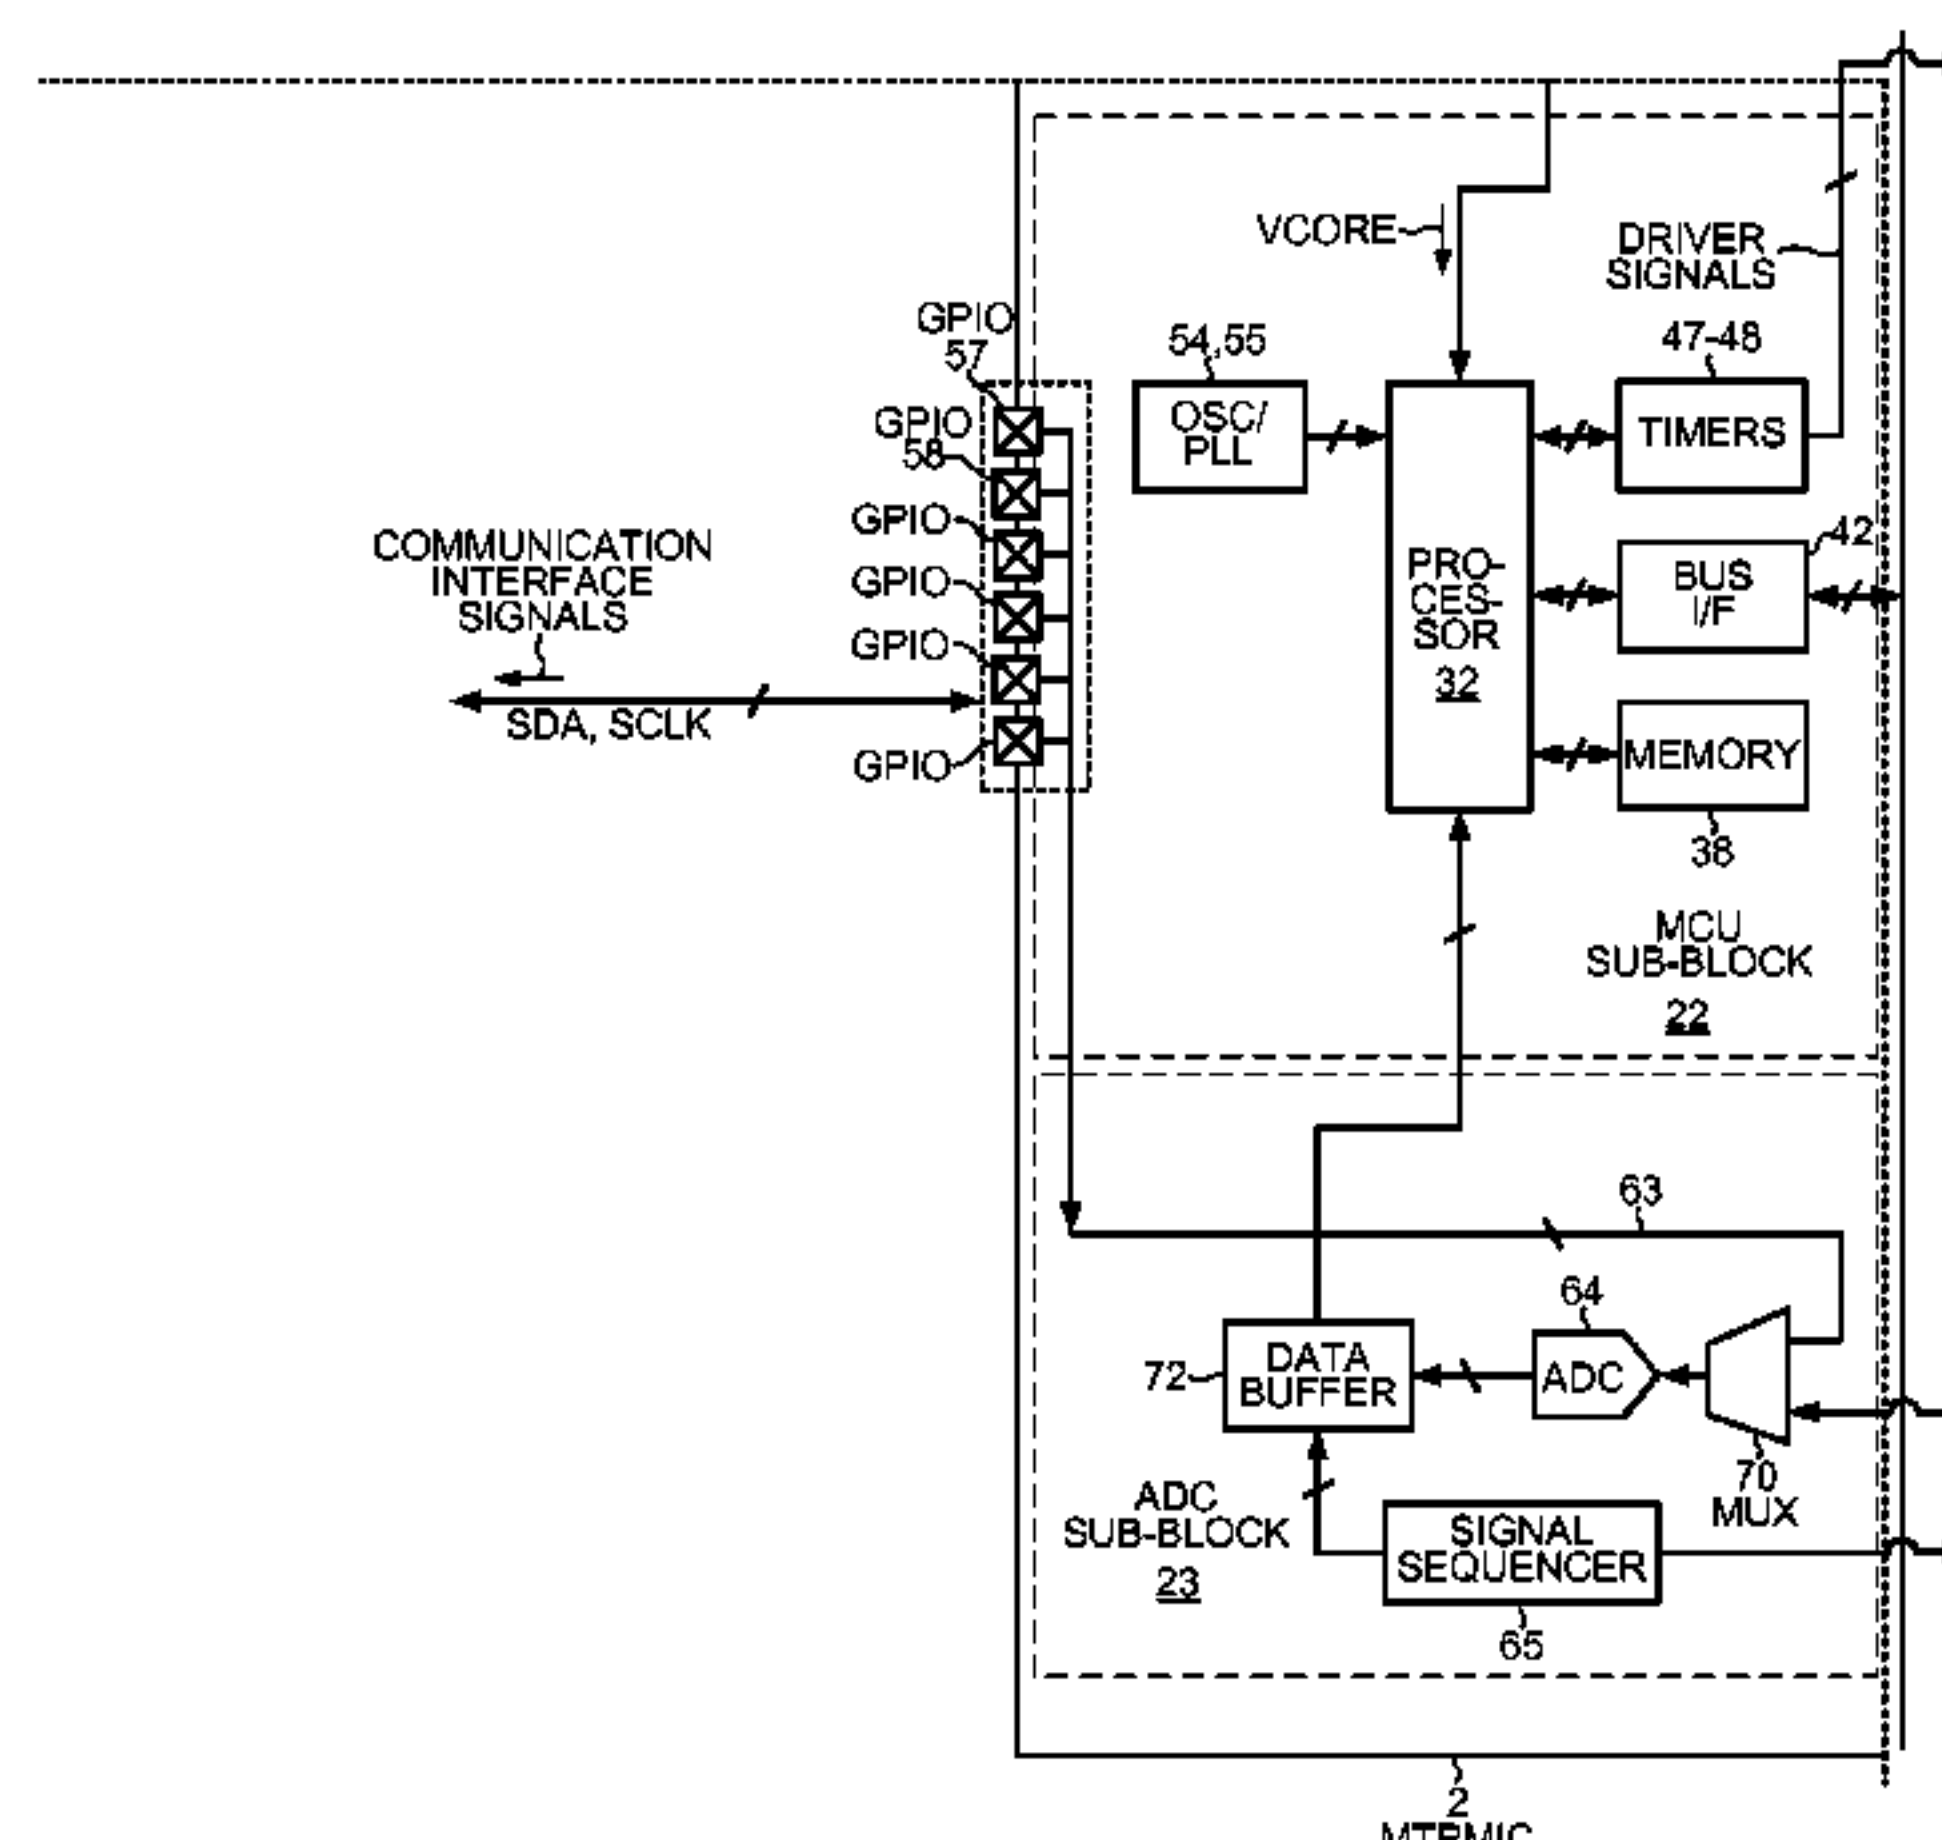 VCORE
DRIVER
SIGNALS
GPIO
57
54,55
47-48
GPIO
58
OSC/
PLL
TIMERS
GPIO
COMMUNICATION
INTERFACE
SIGNALS
GPIO
GPIO
SDA, SCLK
GPIO
PRO-
CES-
SOR
32
42
BUS
I/F
MEMORY
38
MCU
SUB-BLOCK
22
63
64
72
DATA
BUFFER
ADC
70
MUX
ADC
SUB-BLOCK
23
SIGNAL
SEQUENCER
65
2